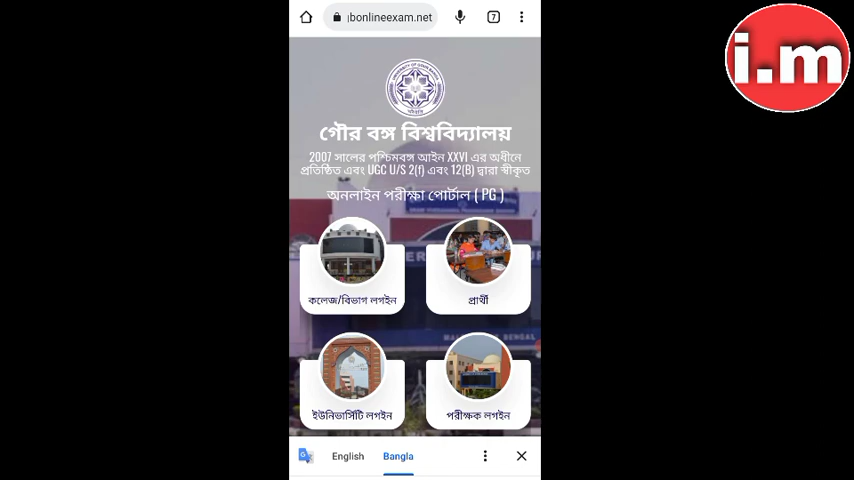 ibonlineexam.net
7
i.m
গৌর বঙ্গ বিশ্ববিদ্যালয়
2007 সালের পশ্চিমবঙ্গ আইন XXVI এর অধীনে
প্রতিষ্ঠিত এবং UGC U/S 2(f) এবং 12(B) দ্বারা স্বীকৃত
অনলাইন পরীক্ষা পোর্টাল ( PG )
কলেজ/বিভাগ লগইন
প্রার্থী
ইউনিভার্সিটি লগইন
পরীক্ষক লগইন
English
Bangla